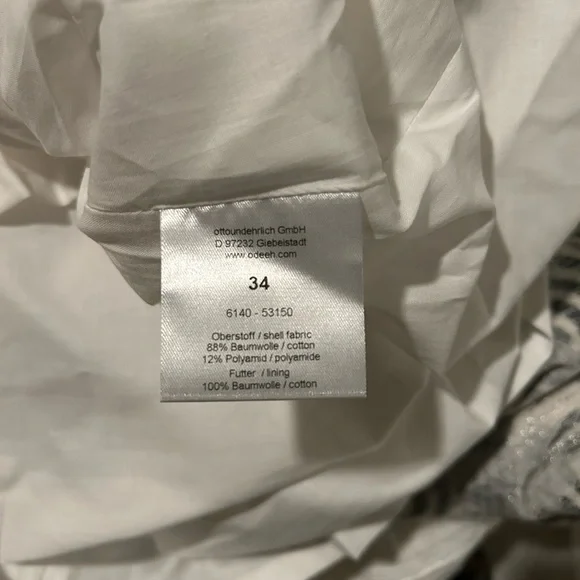 ottoundehrlich GmbH
D 97232 Giebelstadt
www.odeeh.com
34
6140 - 53150
Oberstoff / shell fabric
88% Baumwolle / cotton
12% Polyamid / polyamide
Futter / lining
100% Baumwolle / cotton